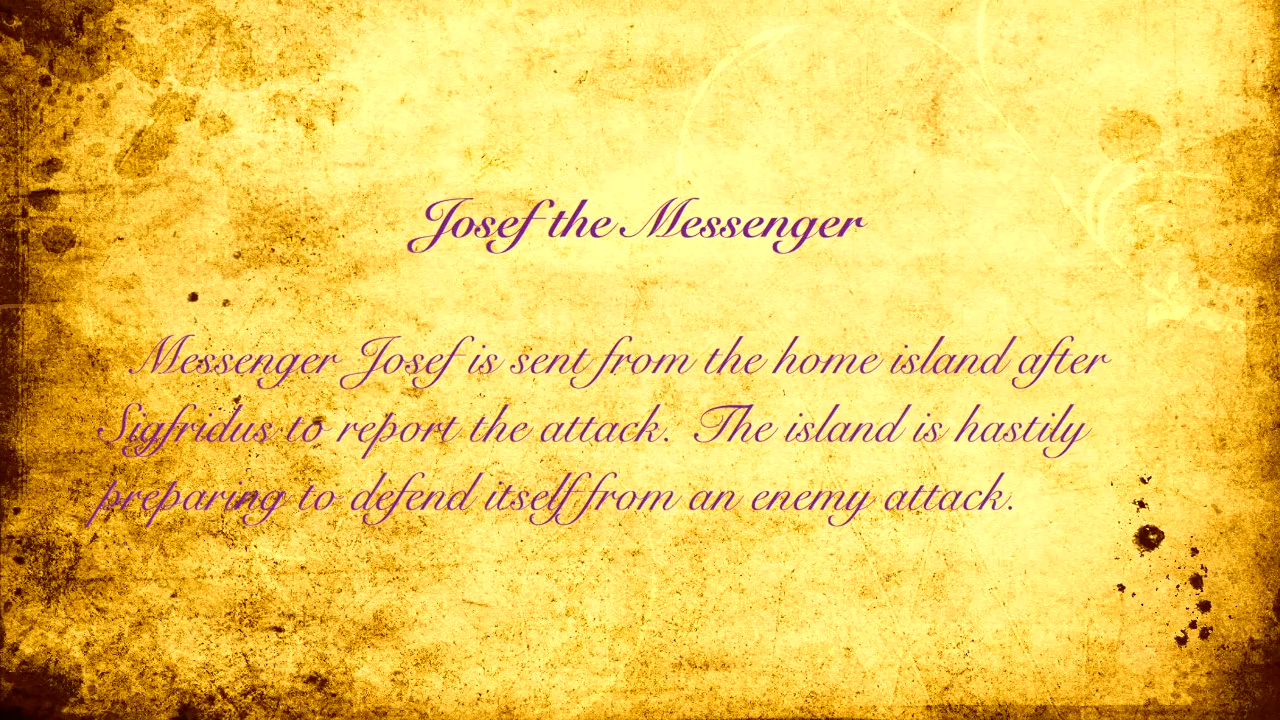 Josef the Messenger
Messenger Josef is sent from the home island after
Sigfridus to report the attack. The island is hastily
preparing to defend itself from an enemy attack.